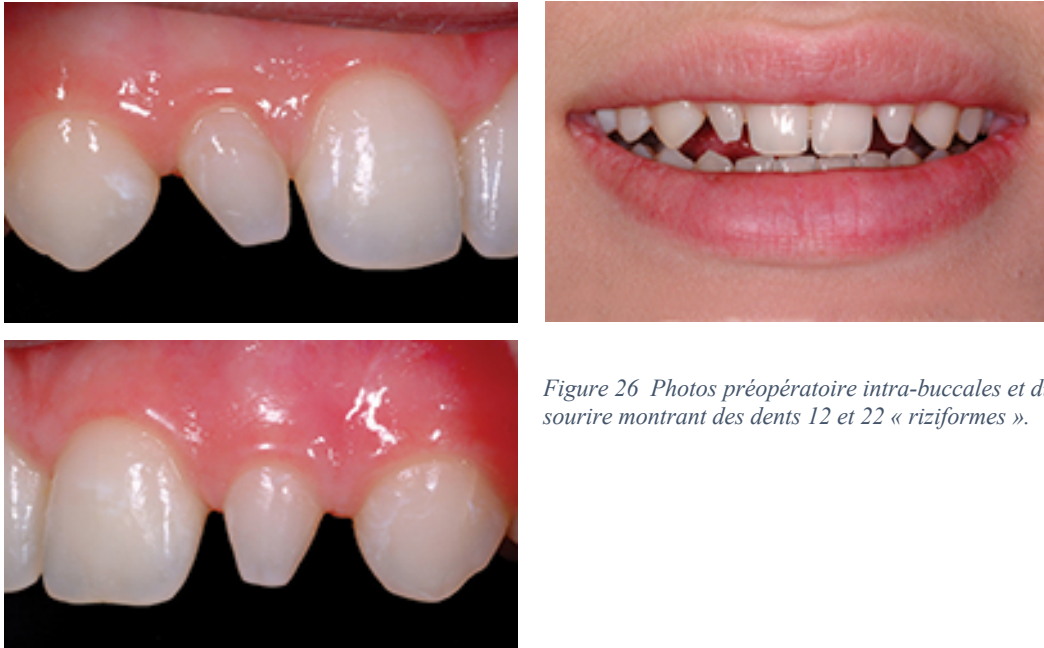 Figure 26 Photos préopératoire intra-buccales et d
sourire montrant des dents 12 et 22 « riziformes ».